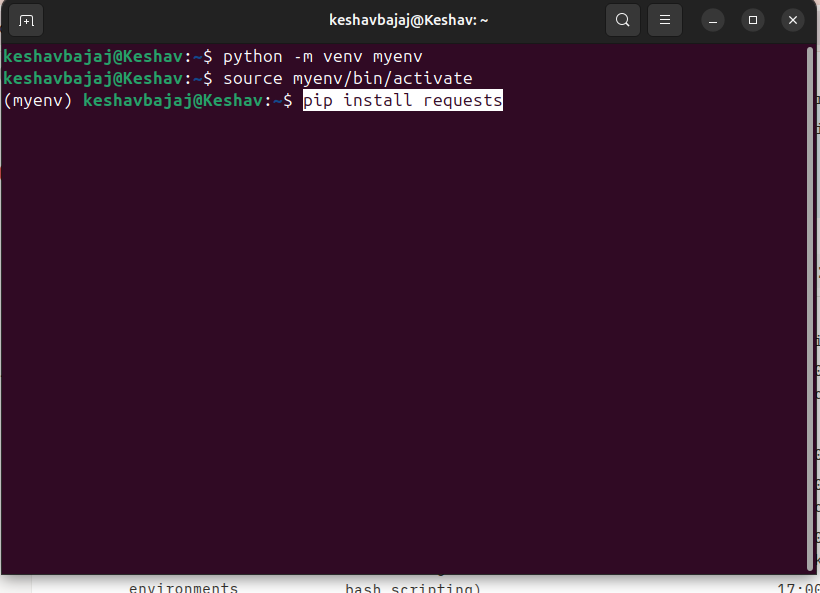 keshavbajaj@Keshav: ~
keshavbajaj@Keshav:~$ python -m venv myenv
keshavbajaj@Keshav:~$ source myenv/bin/activate
(myenv) keshavbajaj@Keshav:~$ pip install requests
environments bash scripting) 17:00